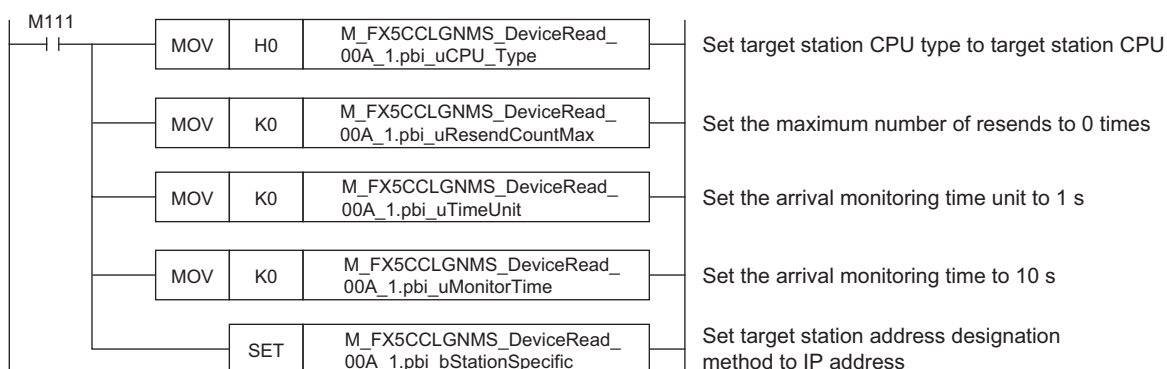 M111
MOV H0 M_FX5CCLGNMS_DeviceRead_
00A_1.pbi_uCPU_Type
Set target station CPU type to target station CPU
MOV K0 M_FX5CCLGNMS_DeviceRead_
00A_1.pbi_uResendCountMax
Set the maximum number of resends to 0 times
MOV K0 M_FX5CCLGNMS_DeviceRead_
00A_1.pbi_uTimeUnit
Set the arrival monitoring time unit to 1 s
MOV K0 M_FX5CCLGNMS_DeviceRead_
00A_1.pbi_uMonitorTime
Set the arrival monitoring time to 10 s
SET M_FX5CCLGNMS_DeviceRead_
00A_1.pbi_bStationSpecific
Set target station address designation
method to IP address